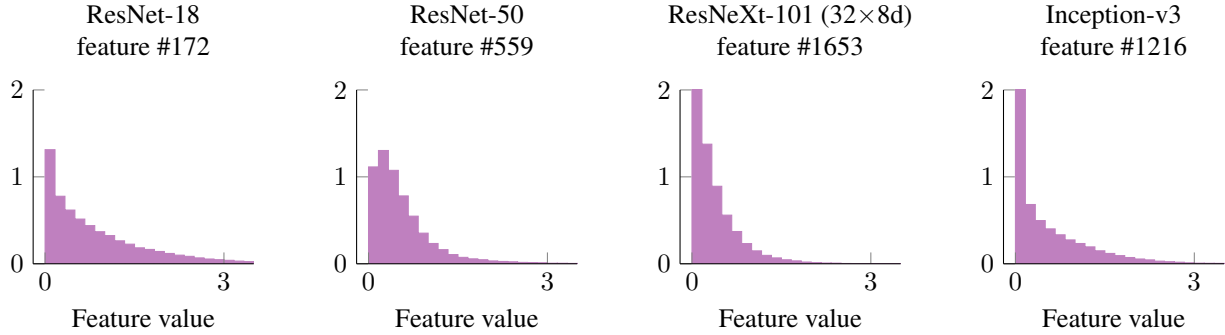 ResNet-18
feature #172
2
1
0
0
3
Feature value
ResNet-50
feature #559
2
1
0
0
3
Feature value
ResNeXt-101 (32×8d)
feature #1653
2
1
0
0
3
Feature value
Inception-v3
feature #1216
2
1
0
0
3
Feature value